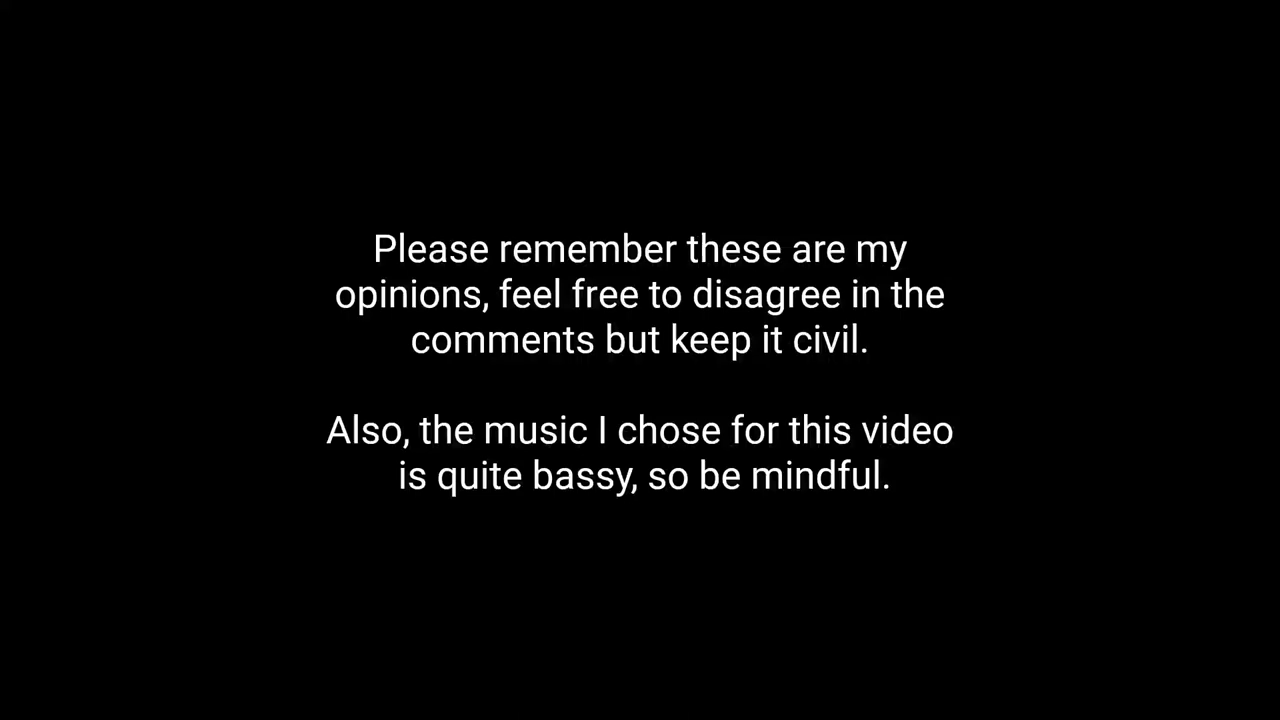 Please remember these are my
opinions, feel free to disagree in the
comments but keep it civil.
Also, the music I chose for this video
is quite bassy, so be mindful.